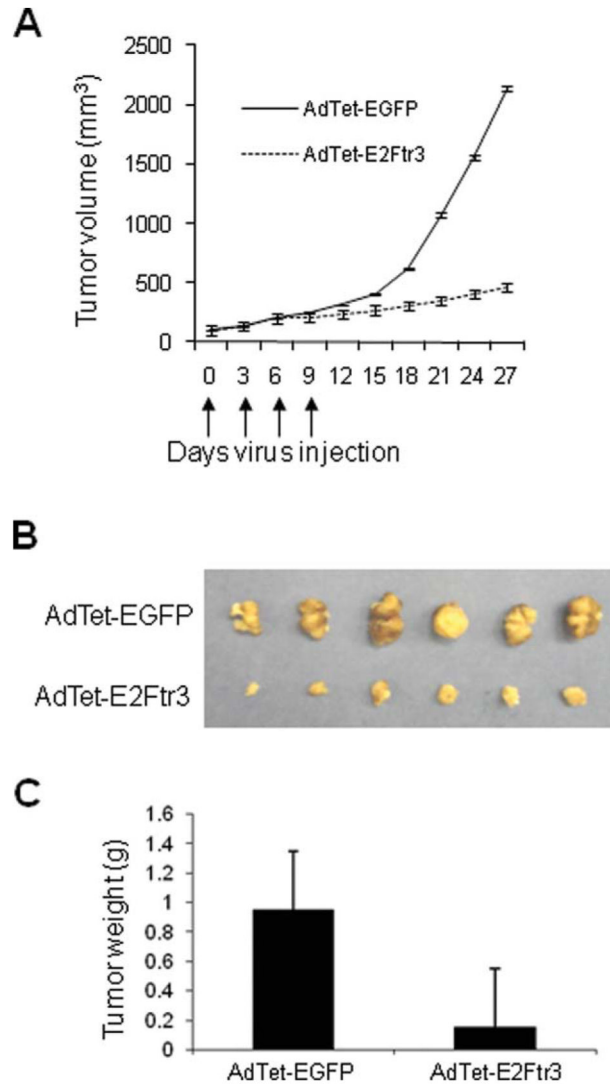 A
Tumor volume (mm³)
2500
2000
1500
1000
500
0
AdTet-EGFP
AdTet-E2Ftr3
0 3 6 9 12 15 18 21 24 27
Days virus injection
B
AdTet-EGFP
AdTet-E2Ftr3
C
Tumor weight (g)
1.6
1.4
1.2
1
0.8
0.6
0.4
0.2
0
AdTet-EGFP AdTet-E2Ftr3